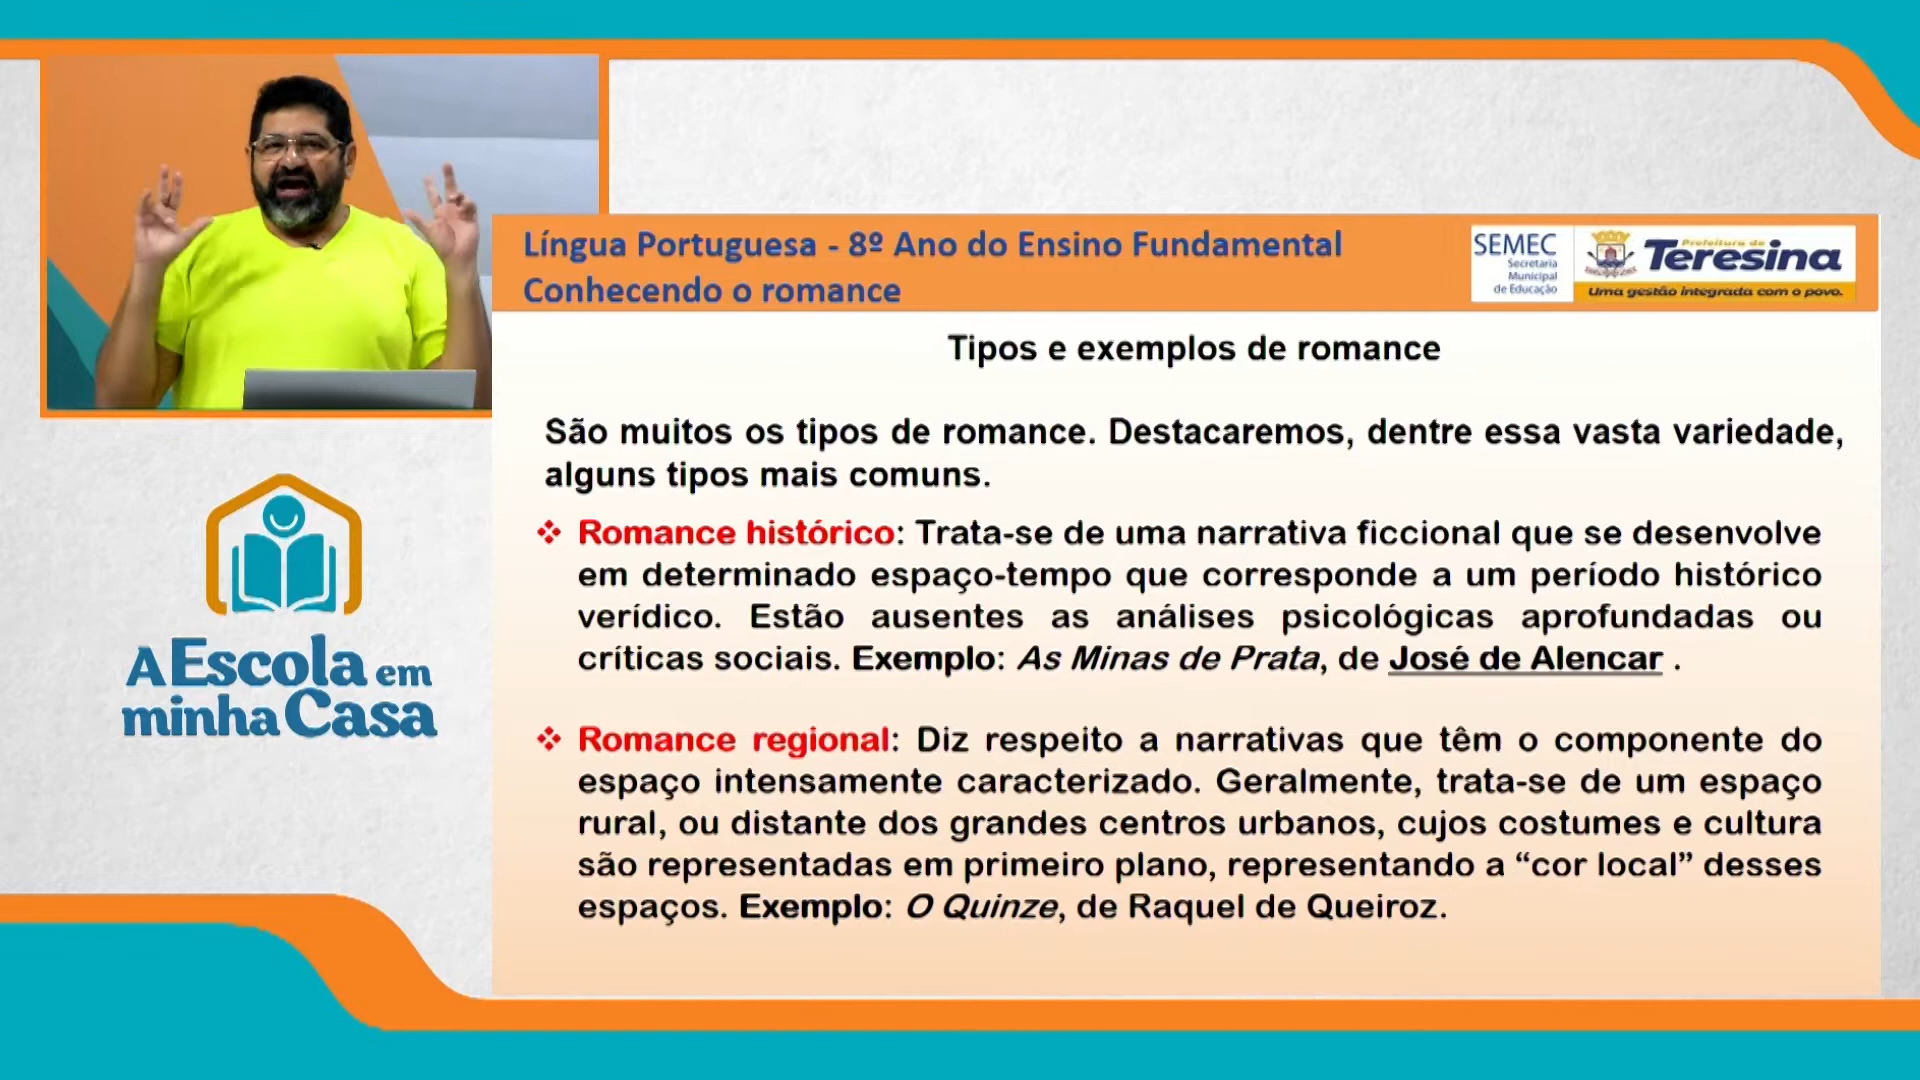 Língua Portuguesa - 8º Ano do Ensino Fundamental
Conhecendo o romance
SEMEC
Secretaria
Municipal
de Educação
Prefeitura de
Teresina
Uma gestão integrada com o povo.
Tipos e exemplos de romance
São muitos os tipos de romance. Destacaremos, dentre essa vasta variedade,
alguns tipos mais comuns.
❖ Romance histórico: Trata-se de uma narrativa ficcional que se desenvolve
em determinado espaço-tempo que corresponde a um período histórico
verídico. Estão ausentes as análises psicológicas aprofundadas ou
críticas sociais. Exemplo: As Minas de Prata, de José de Alencar .
❖ Romance regional: Diz respeito a narrativas que têm o componente do
espaço intensamente caracterizado. Geralmente, trata-se de um espaço
rural, ou distante dos grandes centros urbanos, cujos costumes e cultura
são representadas em primeiro plano, representando a “cor local” desses
espaços. Exemplo: O Quinze, de Raquel de Queiroz.
A Escola em
minha Casa